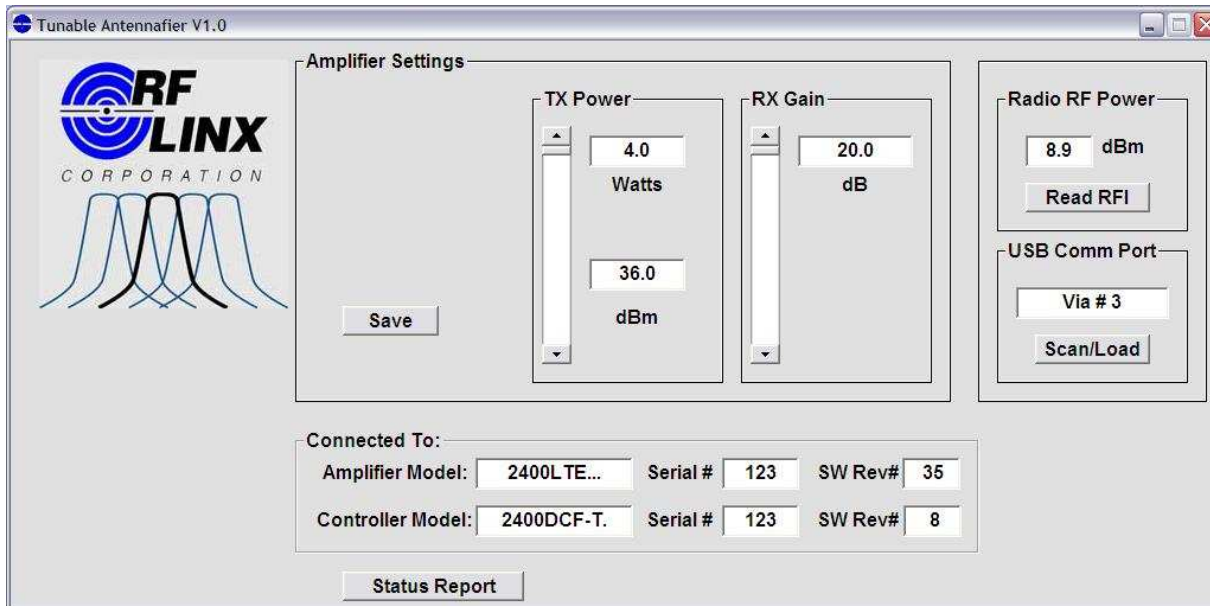 Tunable Antennafier V1.0
RF
LINX
CORPORATION
Amplifier Settings
TX Power
4.0
Watts
36.0
dBm
RX Gain
20.0
dB
Save
Radio RF Power
8.9 dBm
Read RFI
USB Comm Port
Via # 3
Scan/Load
Connected To:
Amplifier Model: 2400LTE... Serial # 123 SW Rev# 35
Controller Model: 2400DCF-T. Serial # 123 SW Rev# 8
Status Report